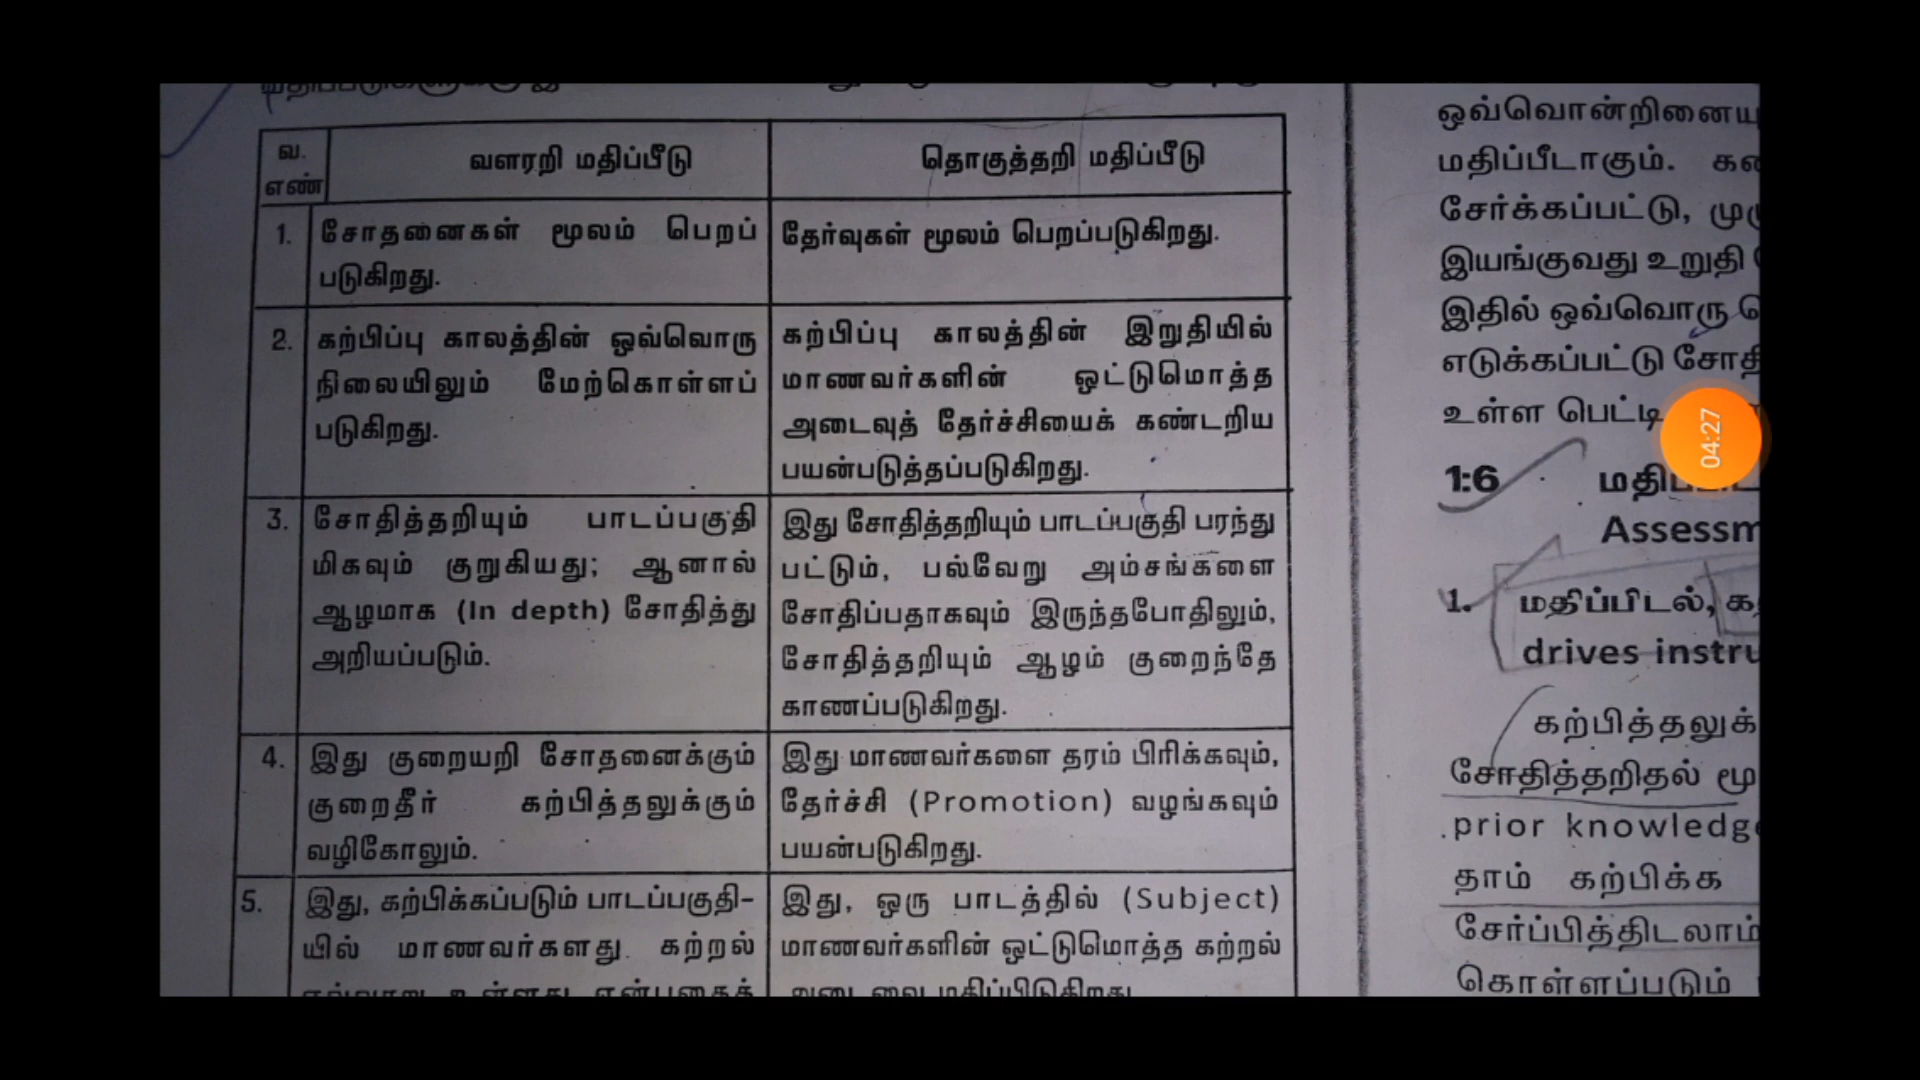 வ.
எண்
வளரறி மதிப்பீடு
தொகுத்தறி மதிப்பீடு
1.
சோதனைகள் மூலம் பெறப்
படுகிறது.
தேர்வுகள் மூலம் பெறப்படுகிறது.
2.
கற்பிப்பு காலத்தின் ஒவ்வொரு
நிலையிலும் மேற்கொள்ளப்
படுகிறது.
கற்பிப்பு காலத்தின் இறுதியில்
மாணவர்களின் ஒட்டுமொத்த
அடைவுத் தேர்ச்சியைக் கண்டறிய
பயன்படுத்தப்படுகிறது.
3.
சோதித்தறியும் பாடப்பகுதி
மிகவும் குறுகியது; ஆனால்
ஆழமாக (In depth) சோதித்து
அறியப்படும்.
இது சோதித்தறியும் பாடப்பகுதி பரந்து
பட்டும், பல்வேறு அம்சங்களை
சோதிப்பதாகவும் இருந்தபோதிலும்,
சோதித்தறியும் ஆழம் குறைந்தே
காணப்படுகிறது.
4.
இது குறையறி சோதனைக்கும்
குறைதீர் கற்பித்தலுக்கும்
வழிகோலும்.
இது மாணவர்களை தரம் பிரிக்கவும்,
தேர்ச்சி (Promotion) வழங்கவும்
பயன்படுகிறது.
5.
இது, கற்பிக்கப்படும் பாடப்பகுதி-
யில் மாணவர்களது கற்றல்
இது, ஒரு பாடத்தில் (Subject)
மாணவர்களின் ஒட்டுமொத்த கற்றல்
ஒவ்வொன்றினையு
மதிப்பீடாகும்.
சேர்க்கப்பட்டு,
இயங்குவது உறுதி
இதில் ஒவ்வொரு
எடுக்கப்பட்டு
உள்ள பெட்டி
04:27
1:6
Assessm
1. மதிப்பிடல்,
drives instru
கற்பித்தலுக்
சோதித்தறிதல்
prior knowledge
தாம் கற்பிக்க
சேர்ப்பித்திடலாம்
கொள்ளப்படும்